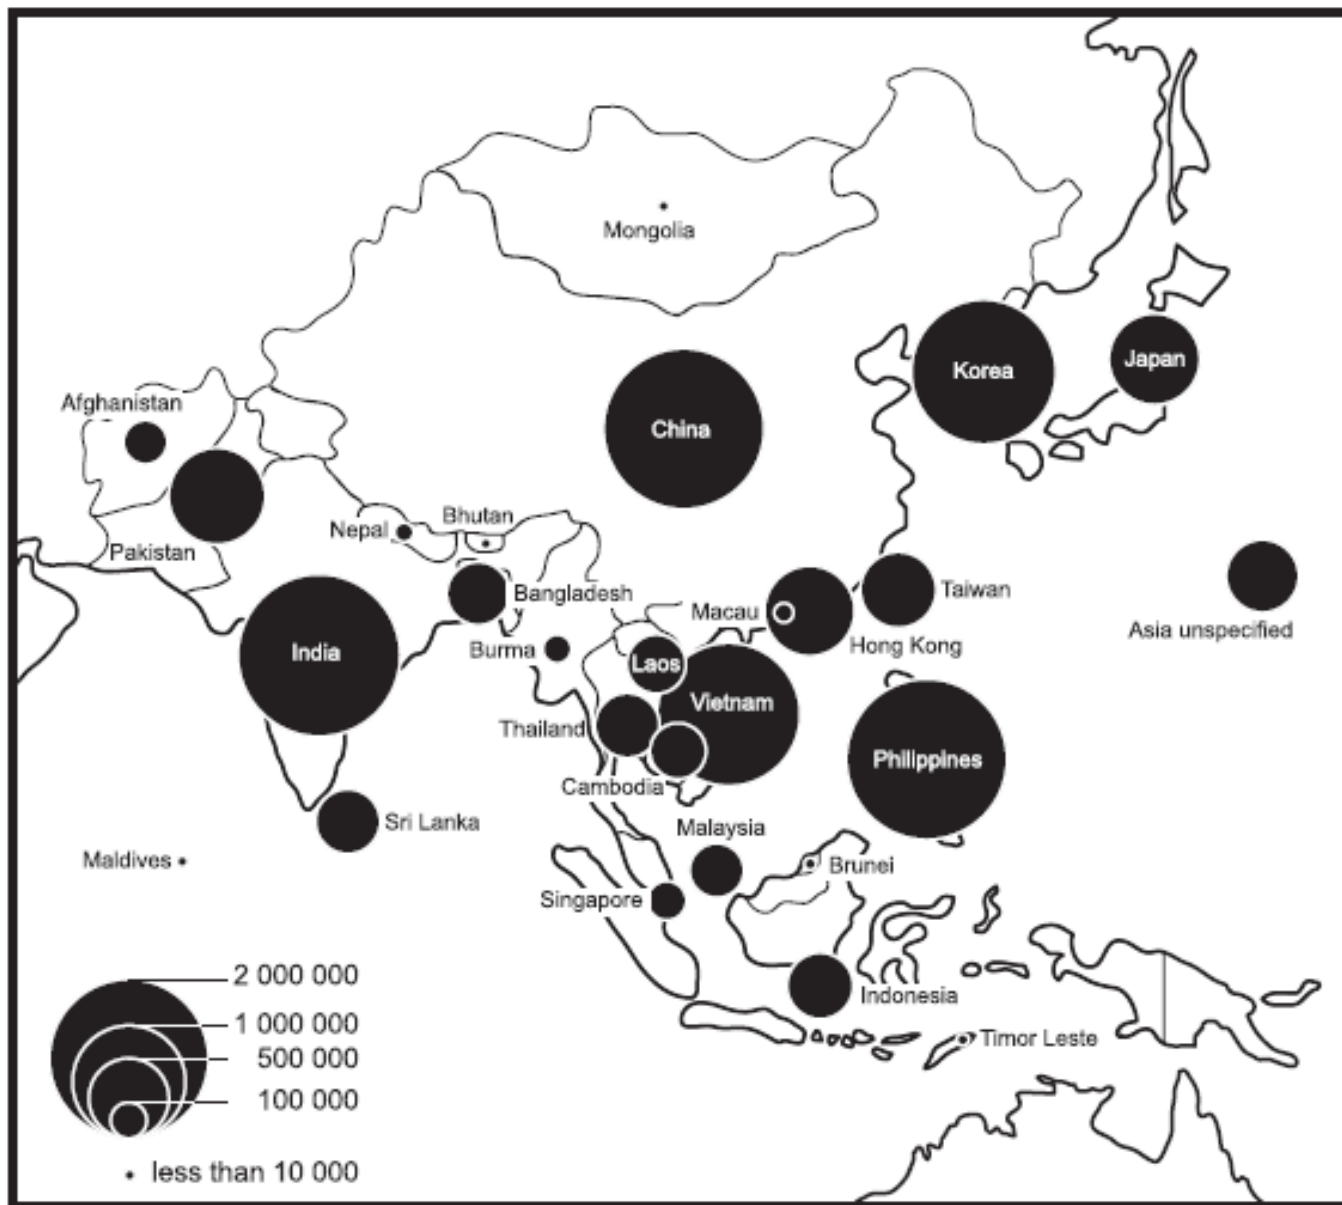 Mongolia
Korea
Japan
Afghanistan
China
Pakistan
Nepal
Bhutan
Bangladesh
Taiwan
Macau
Hong Kong
Asia unspecified
India
Burma
Laos
Vietnam
Thailand
Philippines
Cambodia
Sri Lanka
Malaysia
Maldives
Brunei
Singapore
Indonesia
Timor Leste
2 000 000
1 000 000
500 000
100 000
less than 10 000